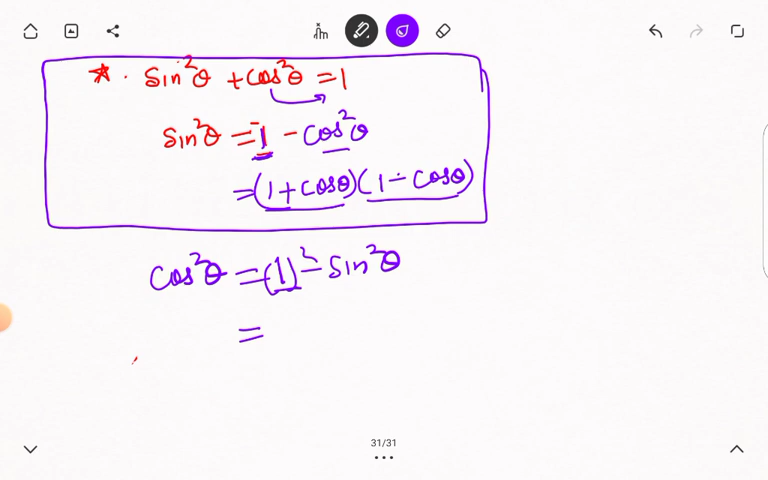 * . Sin²θ + cos²θ = 1
Sin²θ = 1 - cos²θ
= (1 + cosθ)(1 - cosθ)
cos²θ = (1)² - Sin²θ
=
31/31